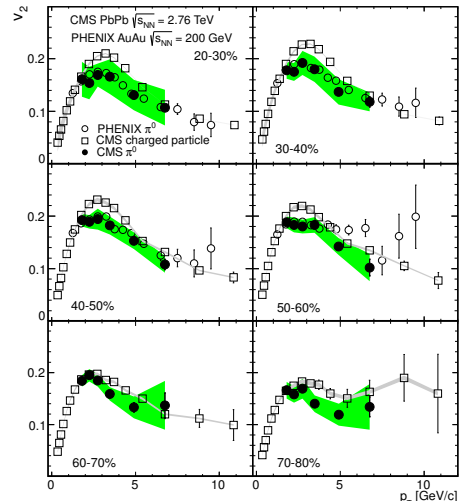 v₂
CMS PbPb √sNN = 2.76 TeV
PHENIX AuAu √sNN = 200 GeV
20-30%
PHENIX π⁰
CMS charged particle
CMS π⁰
30-40%
0.2
0.1
0
40-50%
50-60%
0.2
0.1
0
60-70%
70-80%
0.2
0.1
0
0 5 10 0 5 10
[GeV/c]